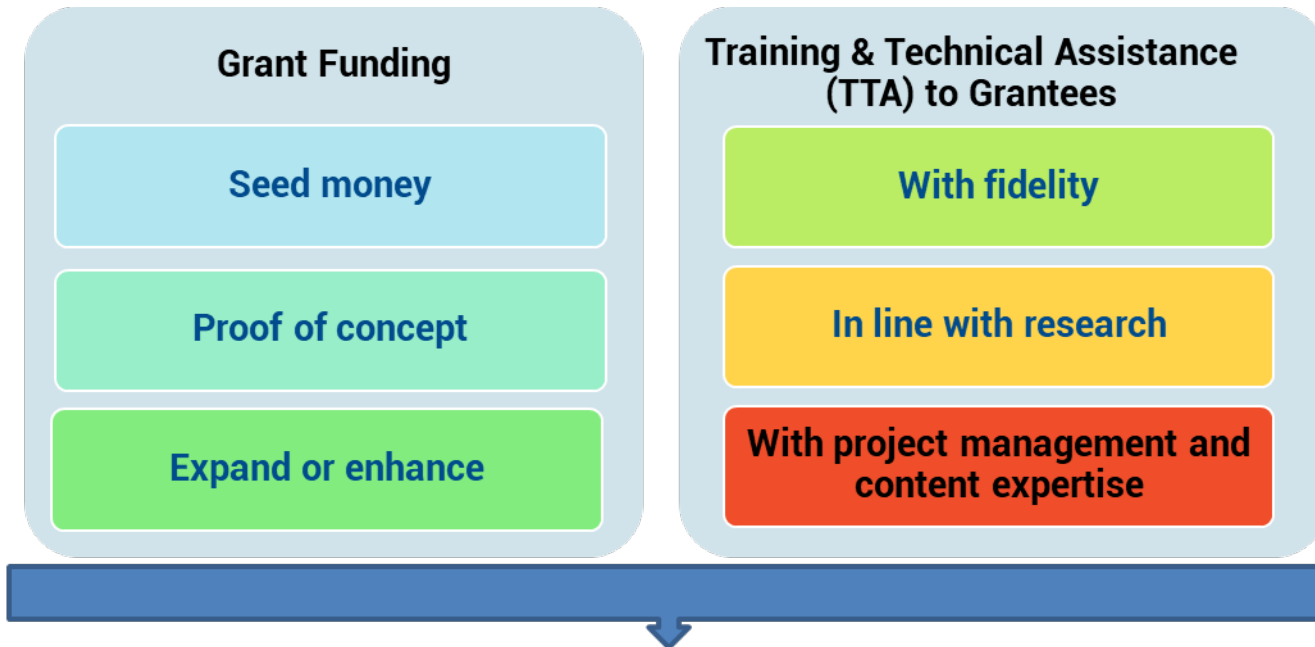 Grant Funding
Seed money
Proof of concept
Expand or enhance
Training & Technical Assistance
(TTA) to Grantees
With fidelity
In line with research
With project management and
content expertise